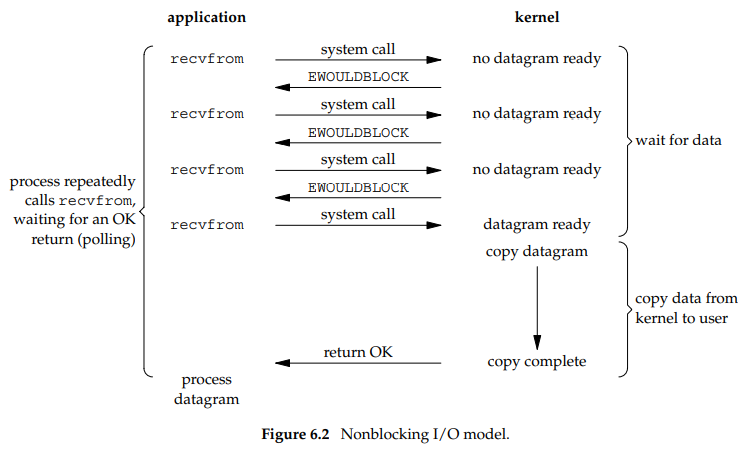 application
kernel
recvfrom
system call
no datagram ready
EWOULDBLOCK
recvfrom
system call
no datagram ready
EWOULDBLOCK
recvfrom
system call
no datagram ready
EWOULDBLOCK
recvfrom
system call
datagram ready
copy datagram
wait for data
process repeatedly
calls recvfrom,
waiting for an OK
return (polling)
copy data from
kernel to user
return OK
copy complete
process
datagram
Figure 6.2 Nonblocking I/O model.